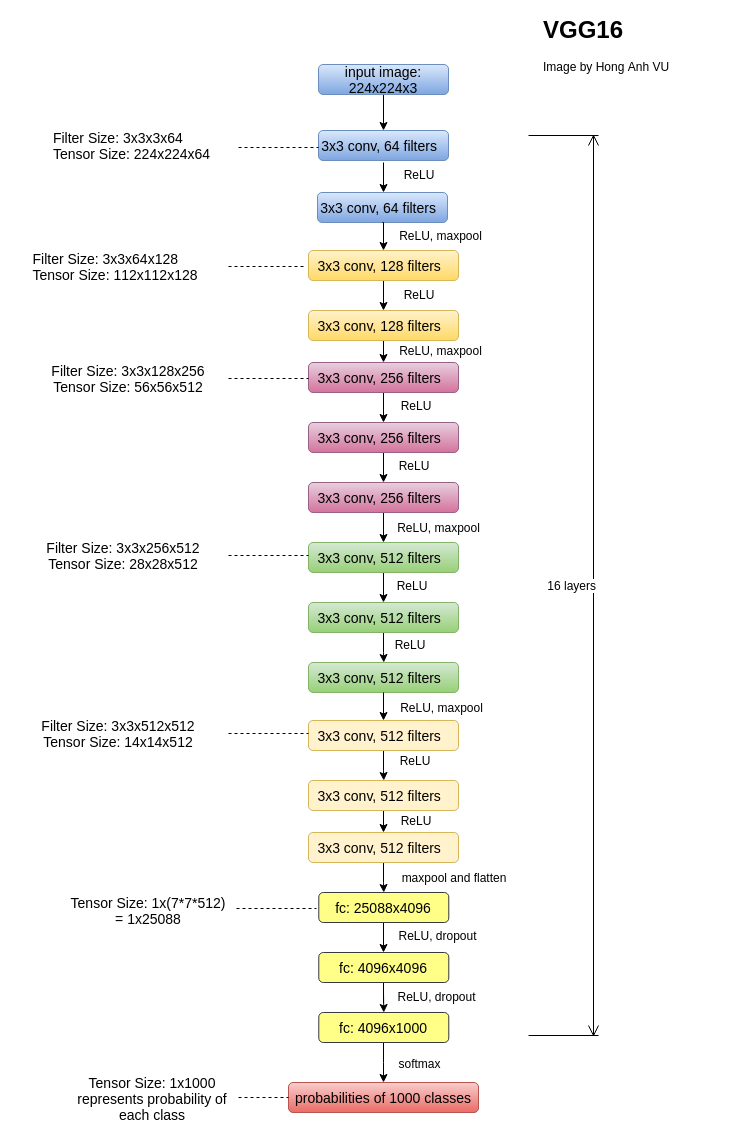 VGG16
Image by Hong Anh VU
input image:
224x224x3
Filter Size: 3x3x3x64
Tensor Size: 224x224x64
3x3 conv, 64 filters
ReLU
3x3 conv, 64 filters
ReLU, maxpool
Filter Size: 3x3x64x128
Tensor Size: 112x112x128
3x3 conv, 128 filters
ReLU
3x3 conv, 128 filters
ReLU, maxpool
Filter Size: 3x3x128x256
Tensor Size: 56x56x512
3x3 conv, 256 filters
ReLU
3x3 conv, 256 filters
ReLU
3x3 conv, 256 filters
ReLU, maxpool
Filter Size: 3x3x256x512
Tensor Size: 28x28x512
3x3 conv, 512 filters
ReLU
16 layers
3x3 conv, 512 filters
ReLU
3x3 conv, 512 filters
ReLU, maxpool
Filter Size: 3x3x512x512
Tensor Size: 14x14x512
3x3 conv, 512 filters
ReLU
3x3 conv, 512 filters
ReLU
3x3 conv, 512 filters
maxpool and flatten
Tensor Size: 1x(7*7*512)
= 1x25088
fc: 25088x4096
ReLU, dropout
fc: 4096x4096
ReLU, dropout
fc: 4096x1000
softmax
Tensor Size: 1x1000
represents probability of
each class
probabilities of 1000 classes